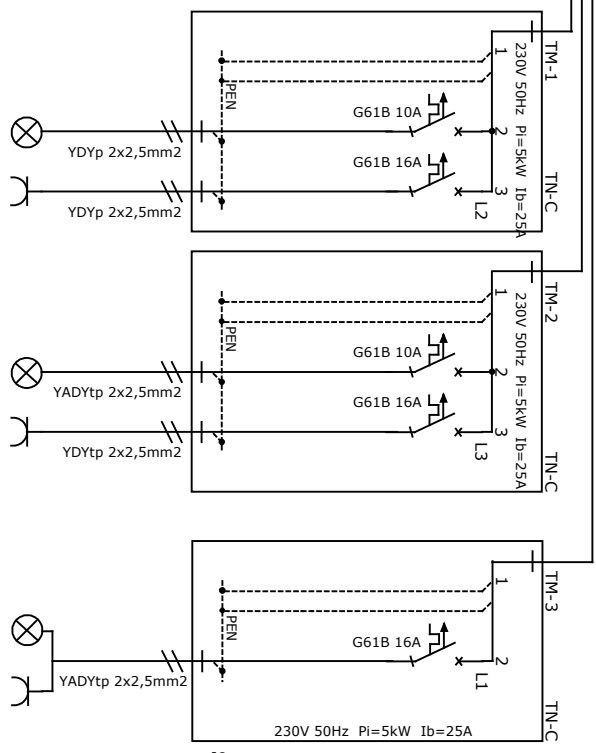 TM-1
230V 50Hz Pi=5kW Ib=25A
1
PEN
G61B 10A
2
YDYp 2x2,5mm2
G61B 16A
3
TN-C
L2
YDYp 2x2,5mm2
TM-2
230V 50Hz Pi=5kW Ib=25A
1
PEN
G61B 10A
2
YADYtp 2x2,5mm2
G61B 16A
3
L3
YDYtp 2x2,5mm2
TN-C
TM-3
1
PEN
G61B 16A
2
YADYtp 2x2,5mm2
L1
TN-C
230V 50Hz Pi=5kW Ib=25A